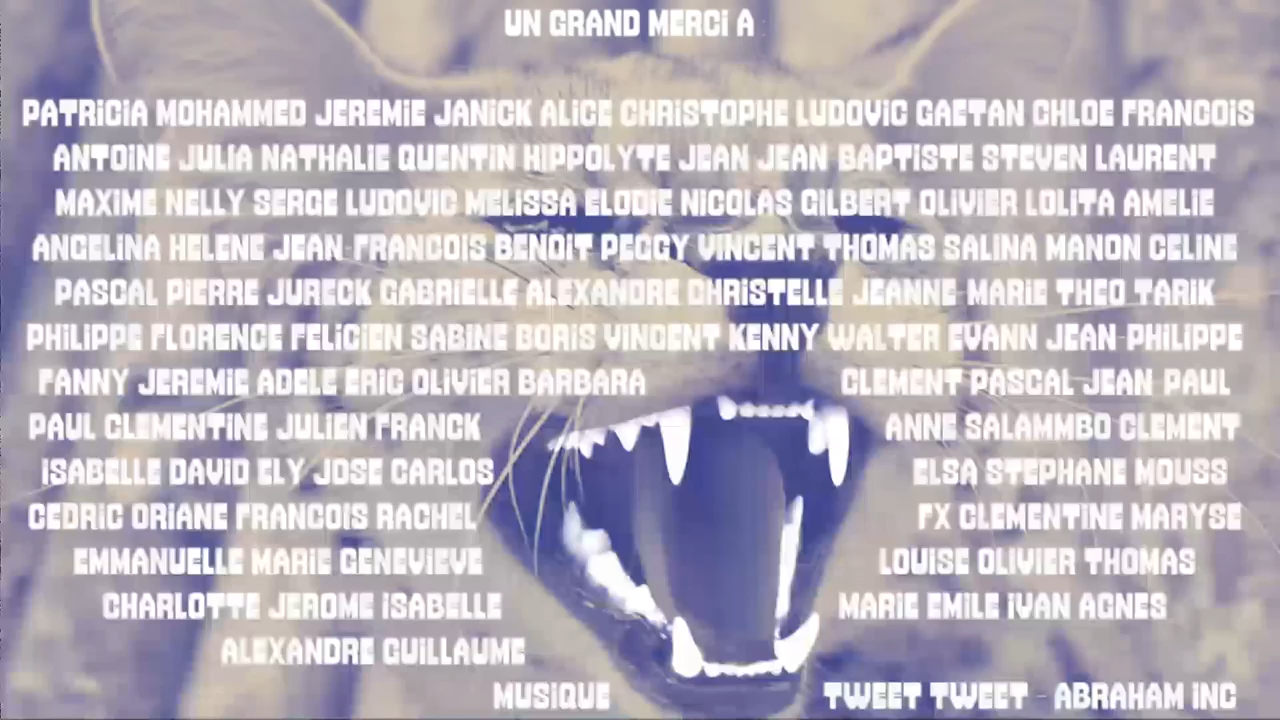 UN GRAND MERCI A
PATRICIA MOHAMMED JEREMIE JANICK ALICE CHRISTOPHE LUDOVIC GAETAN CHLOE FRANCOIS
ANTOINE JULIA NATHALIE QUENTIN HIPPOLYTE JEAN JEAN BAPTISTE STEVEN LAURENT
MAXIME NELLY SERGE LUDOVIC MELISSA ELODIE NICOLAS GILBERT OLIVIER LOLITA AMELIE
ANGELINA HELENE JEAN-FRANCOIS BENOIT PEGGY VINCENT THOMAS SALINA MANON CELINE
PASCAL PIERRE JURECK GABRIELLE ALEXANDRE CHRISTELLE JEANNE-MARIE THEO TARIK
PHILIPPE FLORENCE FELICIEN SABINE BORIS VINCENT KENNY WALTER EVANN JEAN-PHILIPPE
FANNY JEREMIE ADELE ERIC OLIVIER BARBARA CLEMENT PASCAL JEAN PAUL
PAUL CLEMENTINE JULIEN FRANCK ANNE SALAMMBO CLEMENT
ISABELLE DAVID ELY JOSE CARLOS ELSA STEPHANE MOUSS
CEDRIC ORIANE FRANCOIS RACHEL FX CLEMENTINE MARYSE
EMMANUELLE MARIE GENEVIEVE LOUISE OLIVIER THOMAS
CHARLOTTE JEROME ISABELLE MARIE EMILE IVAN AGNES
ALEXANDRE GUILLAUME
MUSIQUE TWEET TWEET - ABRAHAM INC